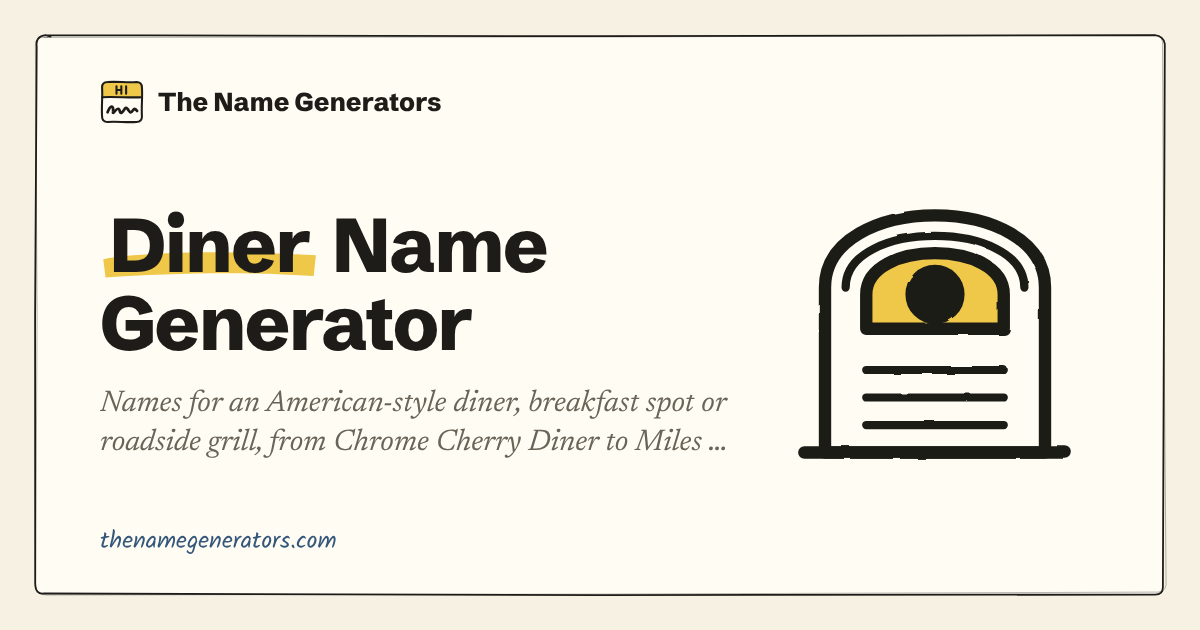 HI
The Name Generators
Diner Name
Generator
Names for an American-style diner, breakfast spot or
roadside grill, from Chrome Cherry Diner to Miles ...
thenamegenerators.com